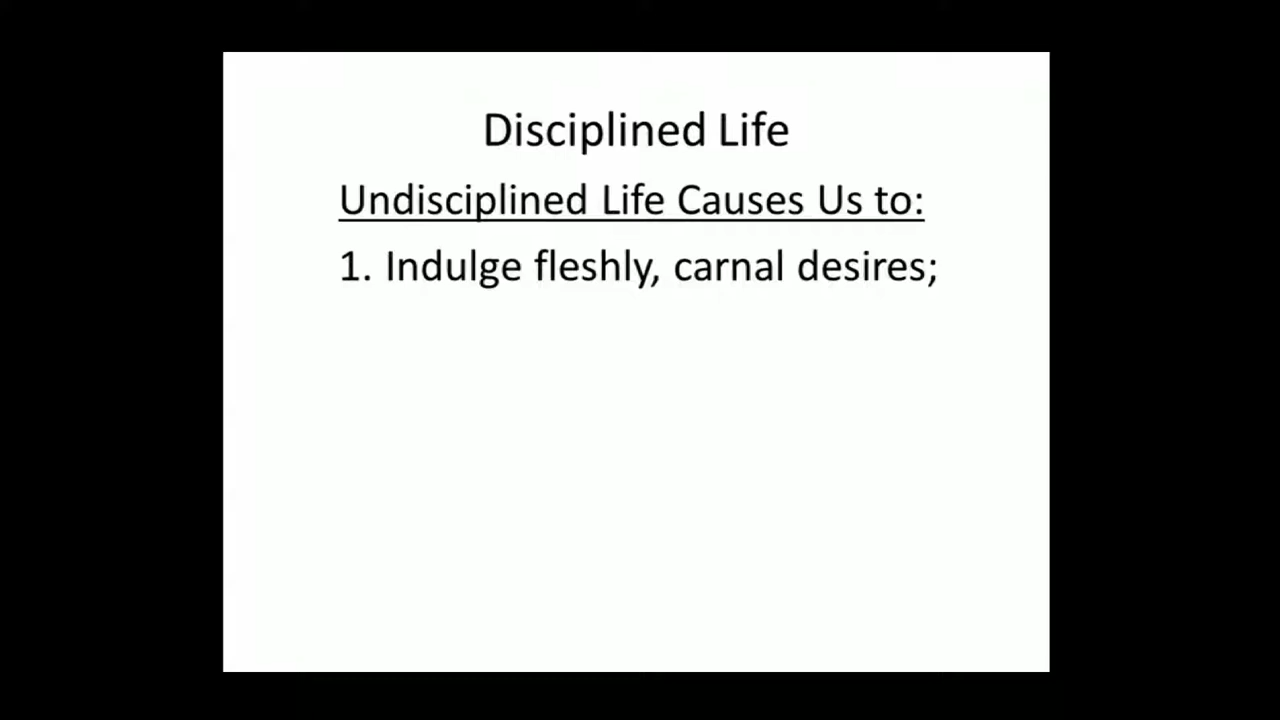 Disciplined Life
Undisciplined Life Causes Us to:
1. Indulge fleshly, carnal desires;